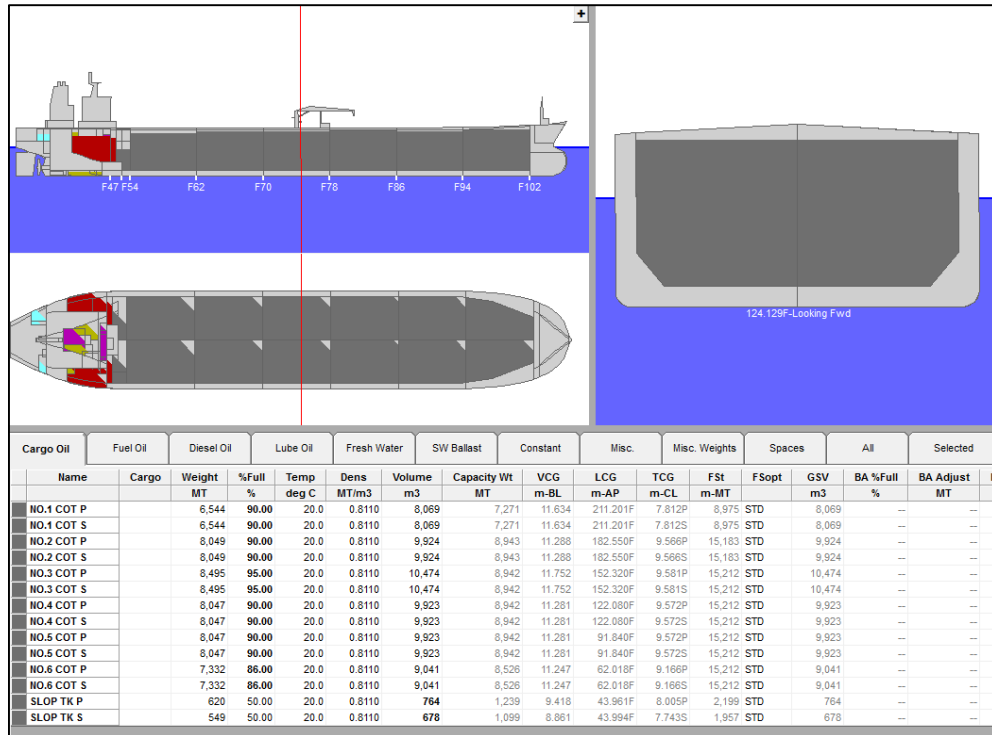 +
F47 F54 F62 F70 F78 F86 F94 F102
124.129F-Looking Fwd
Cargo Oil Fuel Oil Diesel Oil Lube Oil Fresh Water SW Ballast Constant Misc. Misc. Weights Spaces All Selected
Name Cargo Weight %Full Temp Dens Volume Capacity Wt VCG LCG TCG FSt FSopt GSV BA %Full BA Adjust
MT % deg C MT/m3 m3 MT m-BL m-AP m-CL m-MT m3 % MT
NO.1 COT P 6,544 90.00 20.0 0.8110 8,069 7,271 11.634 211.201F 7.812P 8,975 STD 8,069 -- --
NO.1 COT S 6,544 90.00 20.0 0.8110 8,069 7,271 11.634 211.201F 7.812S 8,975 STD 8,069 -- --
NO.2 COT P 8,049 90.00 20.0 0.8110 9,924 8,943 11.288 182.550F 9.566P 15,183 STD 9,924 -- --
NO.2 COT S 8,049 90.00 20.0 0.8110 9,924 8,943 11.288 182.550F 9.566S 15,183 STD 9,924 -- --
NO.3 COT P 8,495 95.00 20.0 0.8110 10,474 8,942 11.752 152.320F 9.581P 15,212 STD 10,474 -- --
NO.3 COT S 8,495 95.00 20.0 0.8110 10,474 8,942 11.752 152.320F 9.581S 15,212 STD 10,474 -- --
NO.4 COT P 8,047 90.00 20.0 0.8110 9,923 8,942 11.281 122.080F 9.572P 15,212 STD 9,923 -- --
NO.4 COT S 8,047 90.00 20.0 0.8110 9,923 8,942 11.281 122.080F 9.572S 15,212 STD 9,923 -- --
NO.5 COT P 8,047 90.00 20.0 0.8110 9,923 8,942 11.281 91.840F 9.572P 15,212 STD 9,923 -- --
NO.5 COT S 8,047 90.00 20.0 0.8110 9,923 8,942 11.281 91.840F 9.572S 15,212 STD 9,923 -- --
NO.6 COT P 7,332 86.00 20.0 0.8110 9,041 8,526 11.247 62.018F 9.166P 15,212 STD 9,041 -- --
NO.6 COT S 7,332 86.00 20.0 0.8110 9,041 8,526 11.247 62.018F 9.166S 15,212 STD 9,041 -- --
SLOP TK P 620 50.00 20.0 0.8110 764 1,239 9.418 43.961F 8.005P 2,199 STD 764 -- --
SLOP TK S 549 50.00 20.0 0.8110 678 1,099 8.861 43.994F 7.743S 1,957 STD 678 -- --